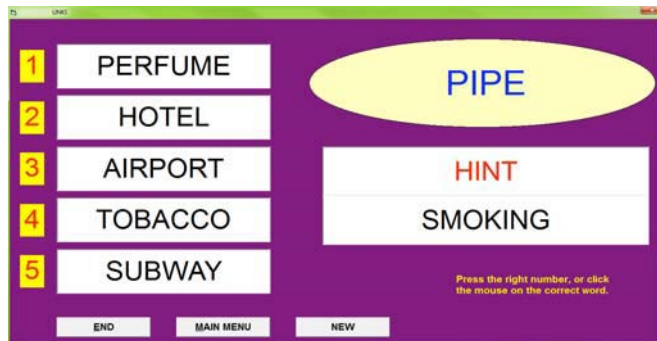 LINKS
1 PERFUME
2 HOTEL
3 AIRPORT
4 TOBACCO
5 SUBWAY
PIPE
HINT
SMOKING
Press the right number, or click
the mouse on the correct word.
END
MAIN MENU
NEW